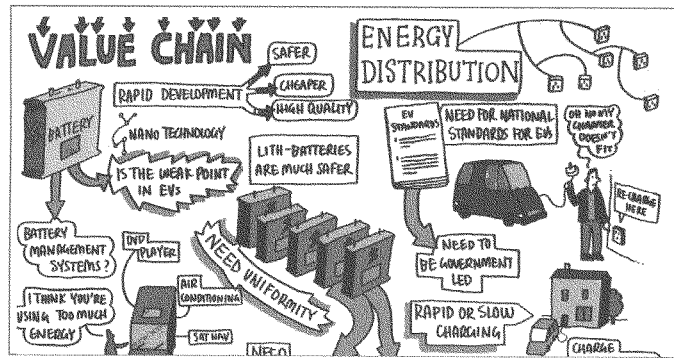 VALUE CHAIN
SAFER
RAPID DEVELOPMENT
CHEAPER
HIGH QUALITY
BATTERY
NANO TECHNOLOGY
IS THE WEAK POINT
IN EVs
LITH-BATTERIES
ARE MUCH SAFER
BATTERY
MANAGEMENT
SYSTEMS?
DVD
PLAYER
AIR
CONDITIONING
I THINK YOU'RE
USING TOO MUCH
ENERGY
SAT NAV
NEED UNIFORMITY
NEED
ENERGY
DISTRIBUTION
EV
STANDARDS
NEED FOR NATIONAL
STANDARDS FOR EVs
OH NO MY
CHARGER
DOESN'T
FIT!
RE-CHARGE
HERE
NEED TO
BE GOVERNMENT
LED
RAPID OR SLOW
CHARGING
CHARGE